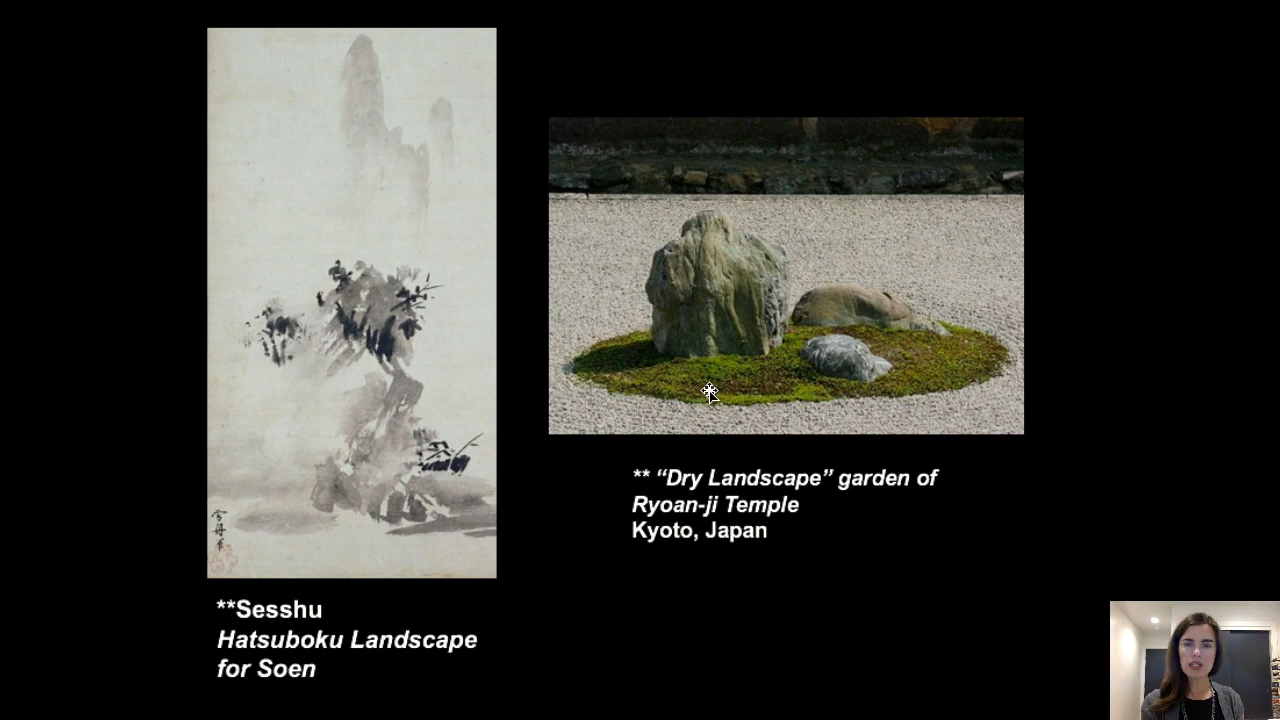 **Sesshu
Hatsuboku Landscape
for Soen
** “Dry Landscape” garden of
Ryoan-ji Temple
Kyoto, Japan